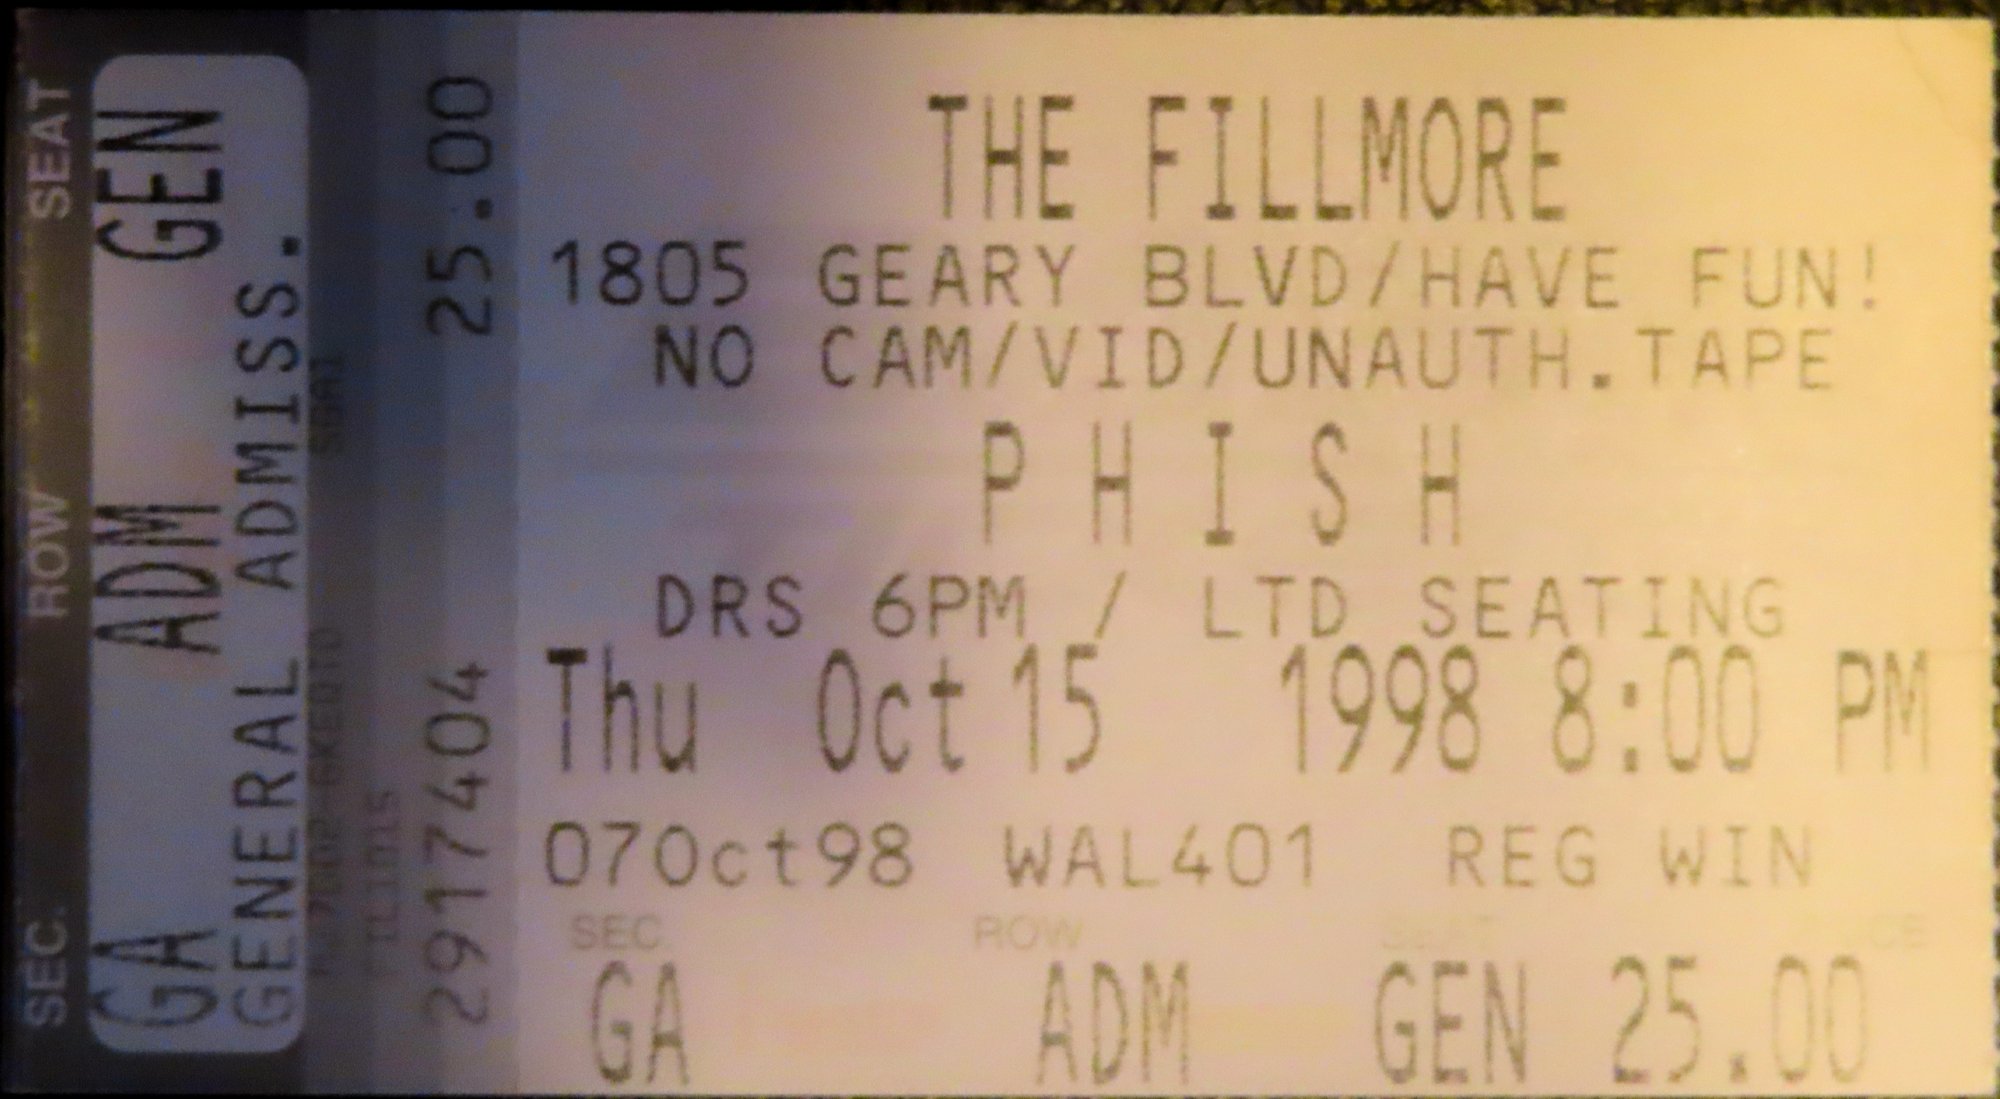 SEC. ROW SEAT
GA ADM GEN
GENERAL ADMISS.
2917404 25.00
THE FILLMORE
1805 GEARY BLVD/HAVE FUN!
NO CAM/VID/UNAUTH.TAPE
PHISH
DRS 6PM / LTD SEATING
Thu Oct 15 1998 8:00 PM
07Oct98 WAL401 REG WIN
SEC. ROW SEAT
GA ADM GEN 25.00